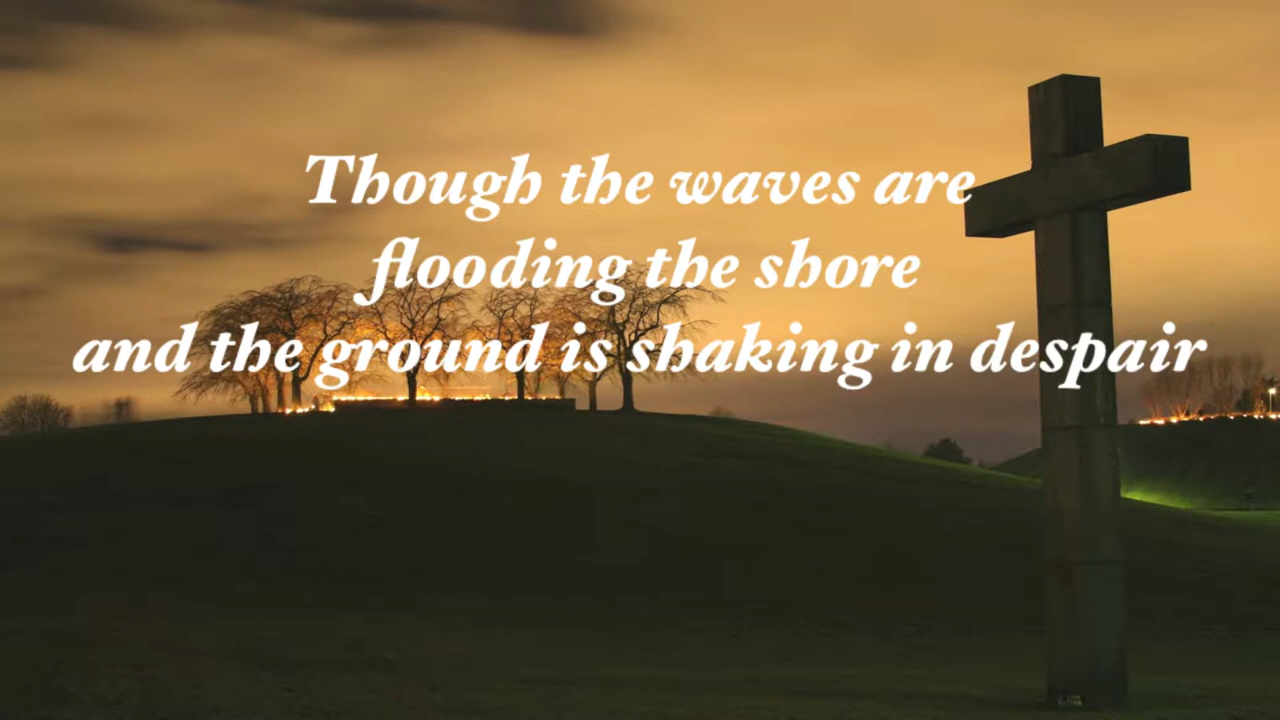 Though the waves are
flooding the shore
and the ground is shaking in despair